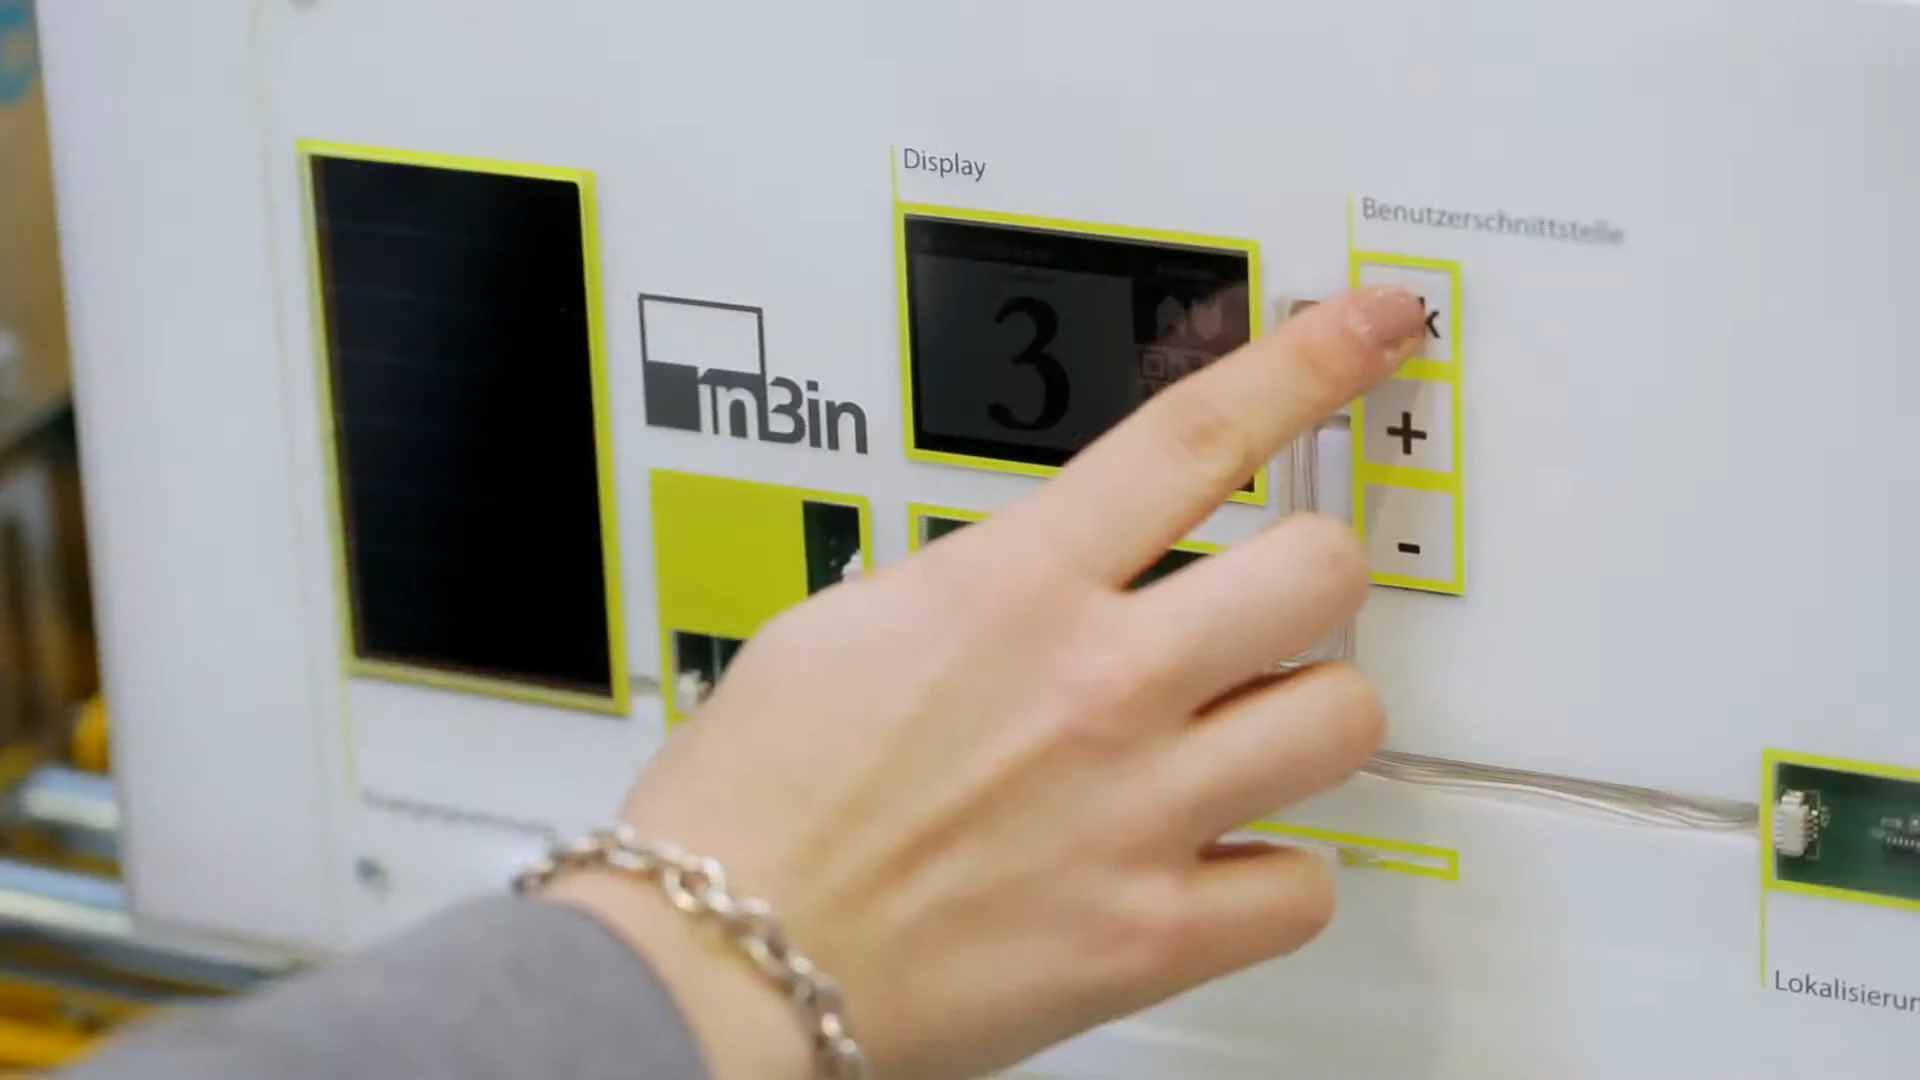 Display
Benutzerschnittstelle
inBin
3
k
+
-
Lokalisierun